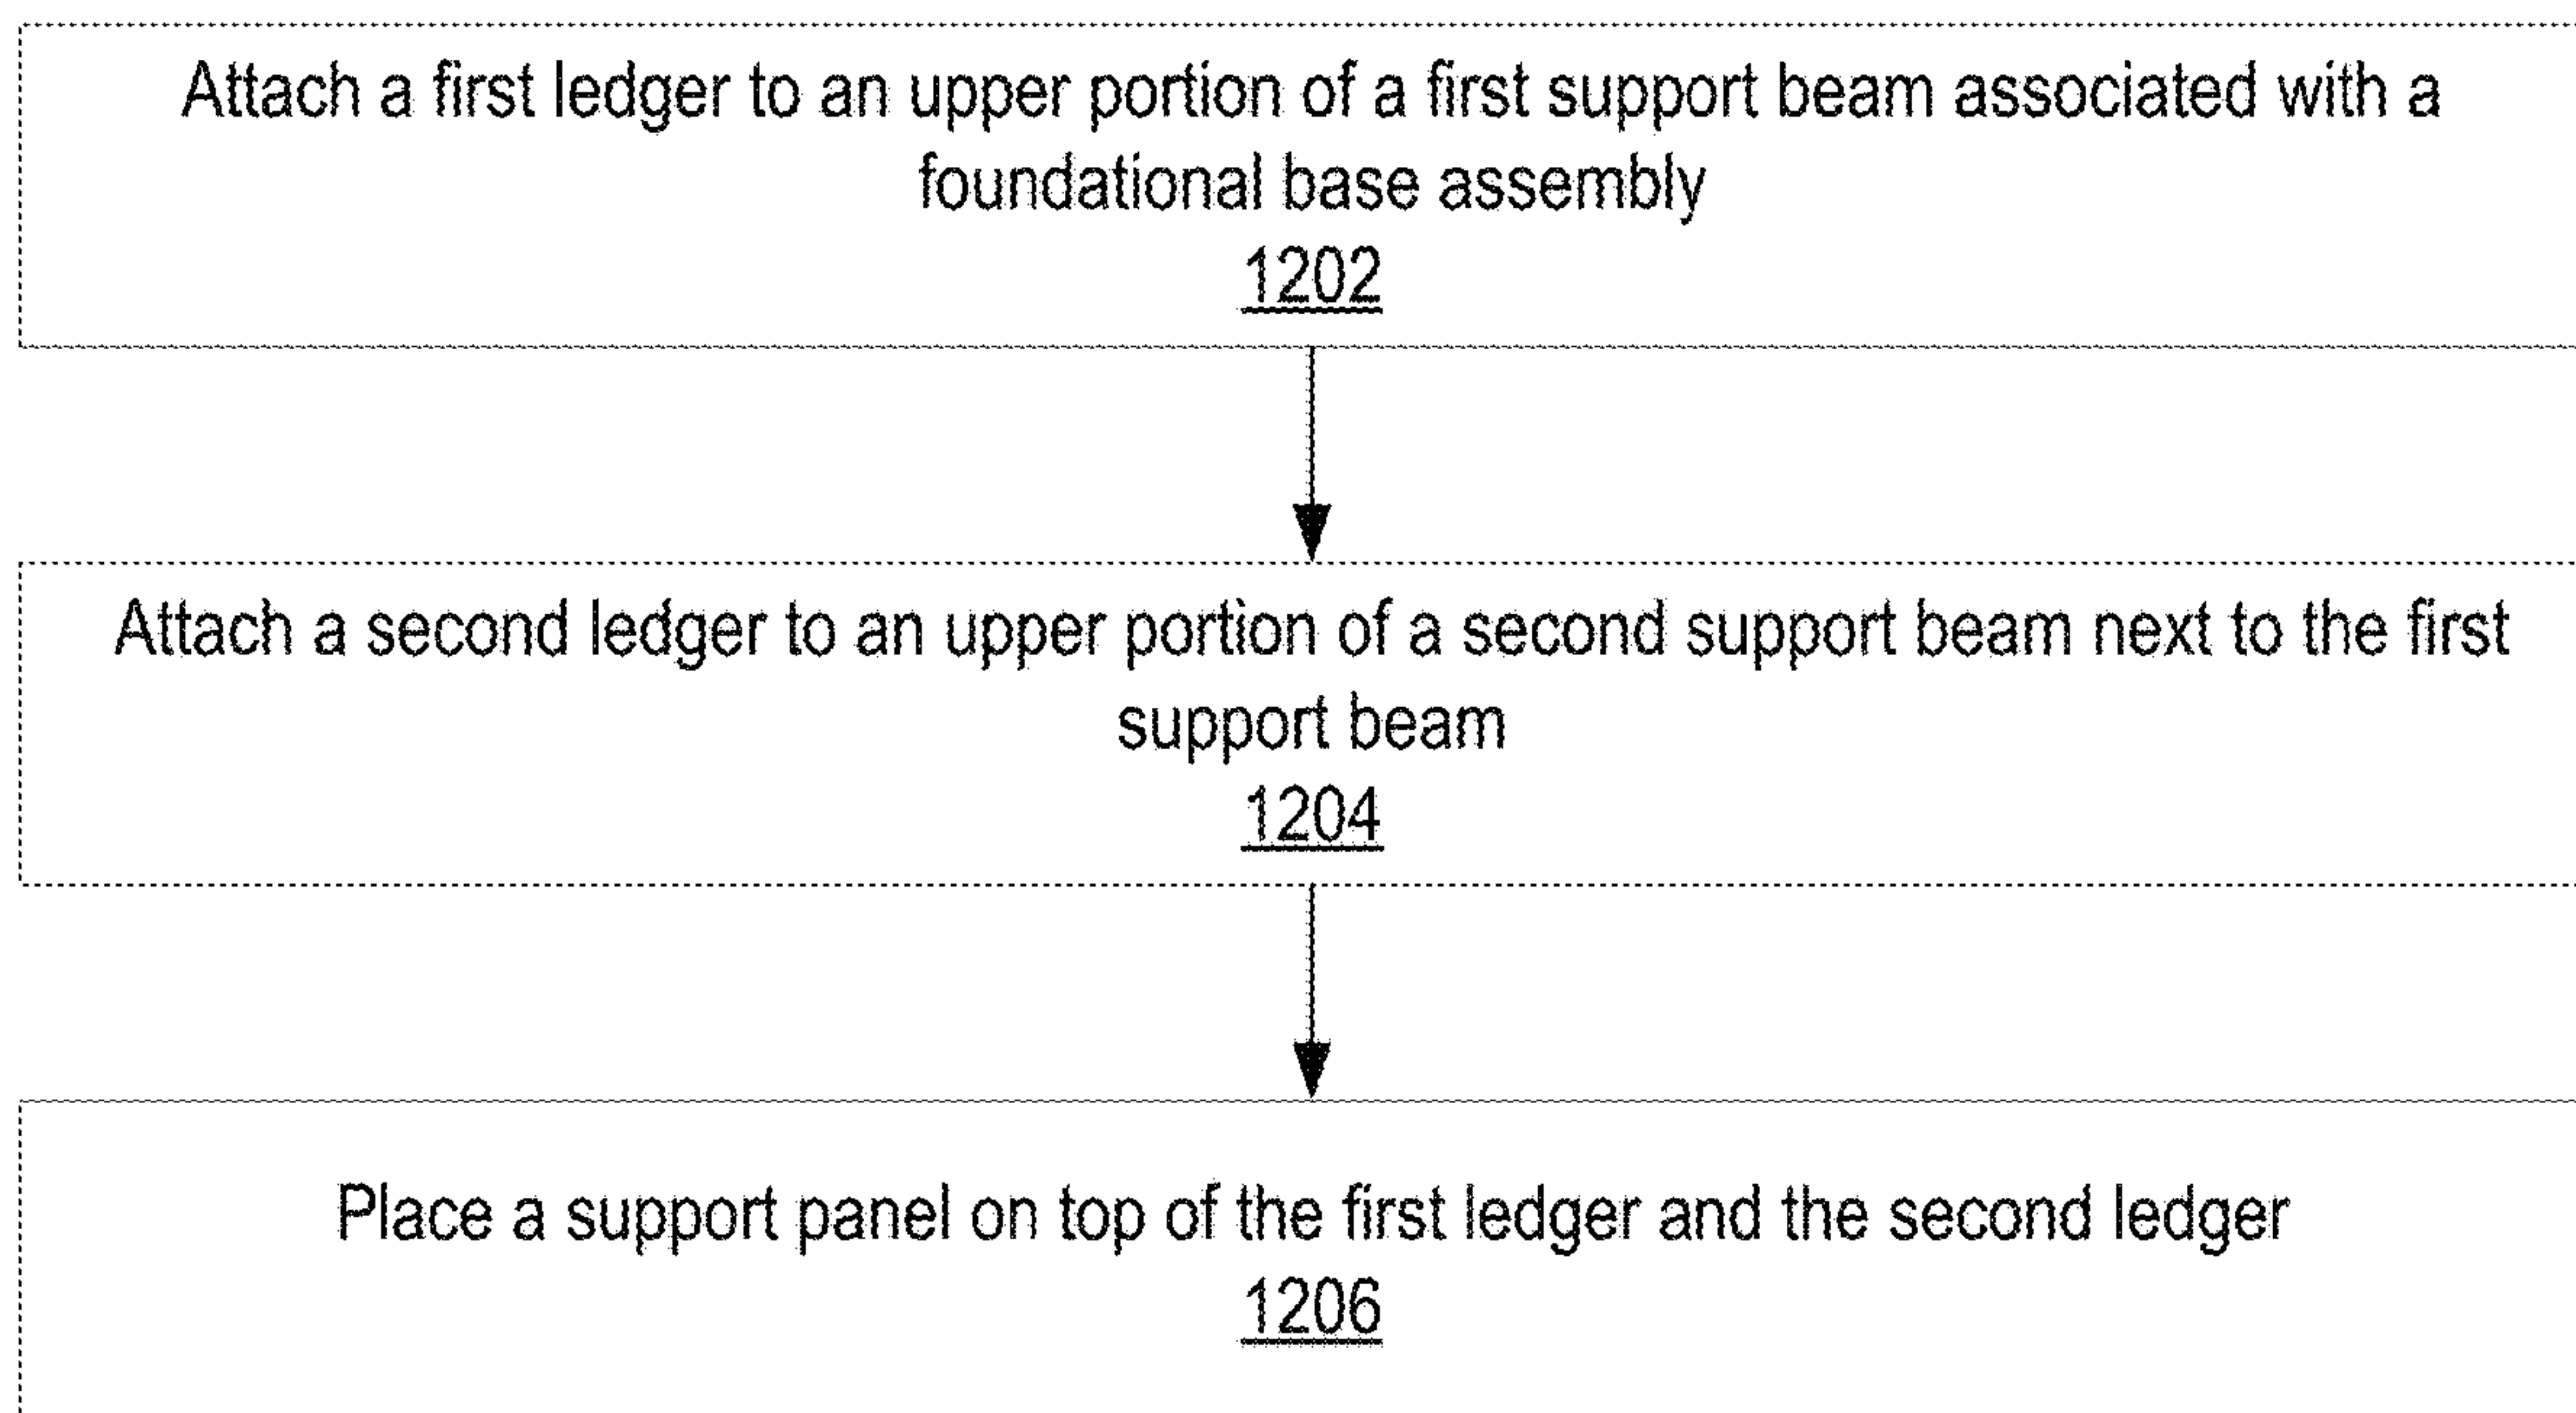 Attach a first ledger to an upper portion of a first support beam associated with a
foundational base assembly
1202
Attach a second ledger to an upper portion of a second support beam next to the first
support beam
1204
Place a support panel on top of the first ledger and the second ledger
1206